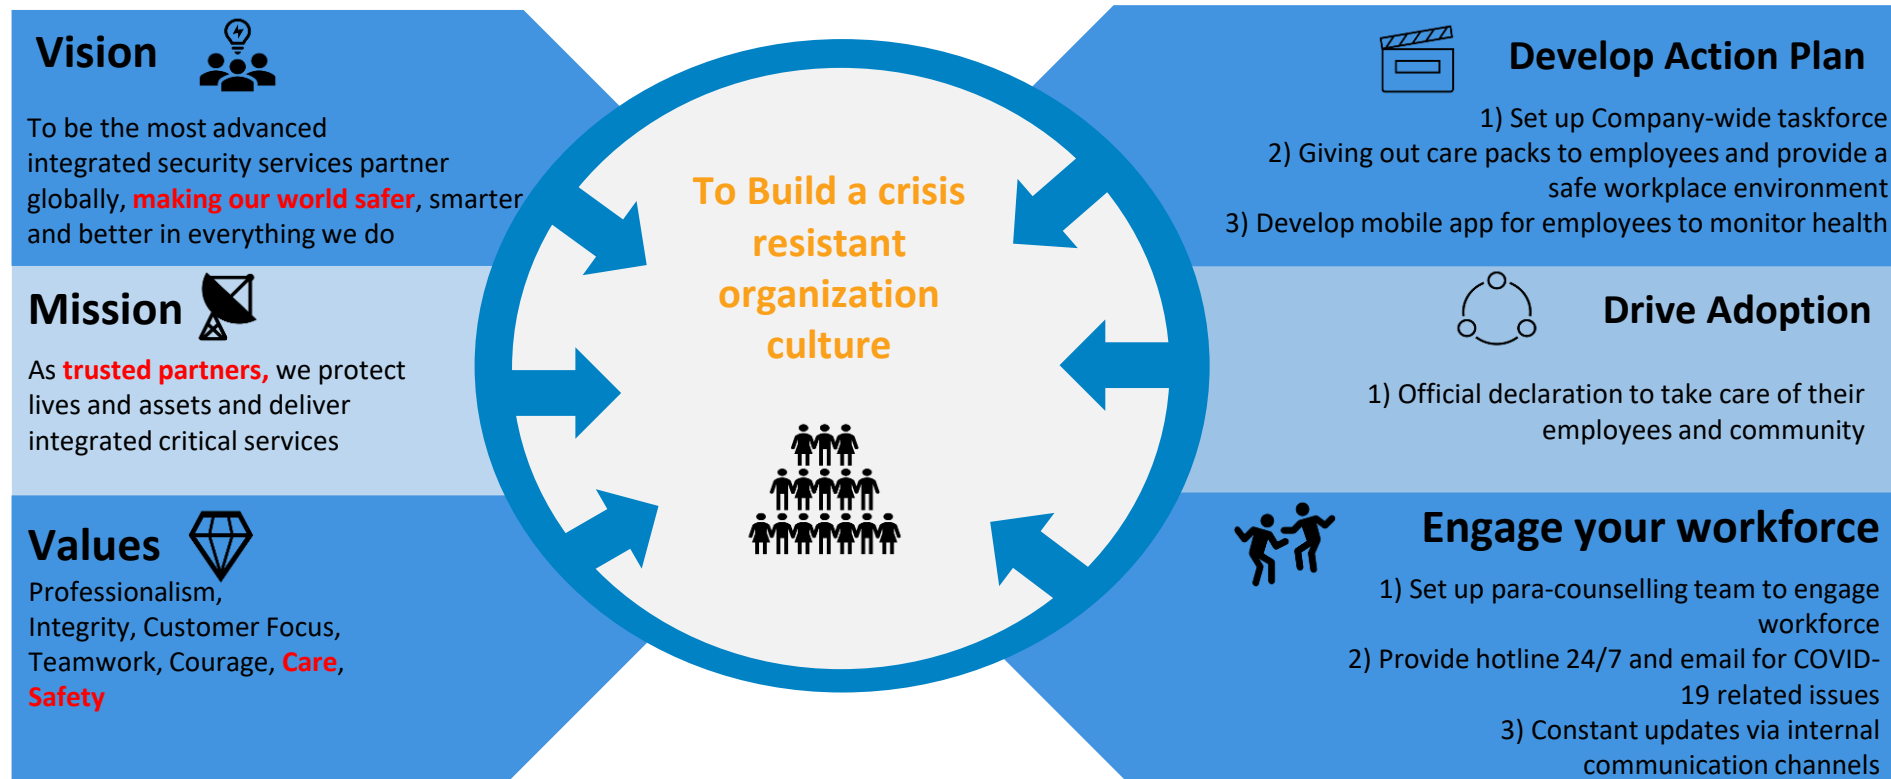 Vision
To be the most advanced
integrated security services partner
globally, making our world safer, smarter
and better in everything we do
Mission
As trusted partners, we protect
lives and assets and deliver
integrated critical services
Values
Professionalism,
Integrity, Customer Focus,
Teamwork, Courage, Care,
Safety
To Build a crisis
resistant
organization
culture
Develop Action Plan
1) Set up Company-wide taskforce
2) Giving out care packs to employees and provide a
safe workplace environment
3) Develop mobile app for employees to monitor health
Drive Adoption
1) Official declaration to take care of their
employees and community
Engage your workforce
1) Set up para-counselling team to engage
workforce
2) Provide hotline 24/7 and email for COVID-
19 related issues
3) Constant updates via internal
communication channels